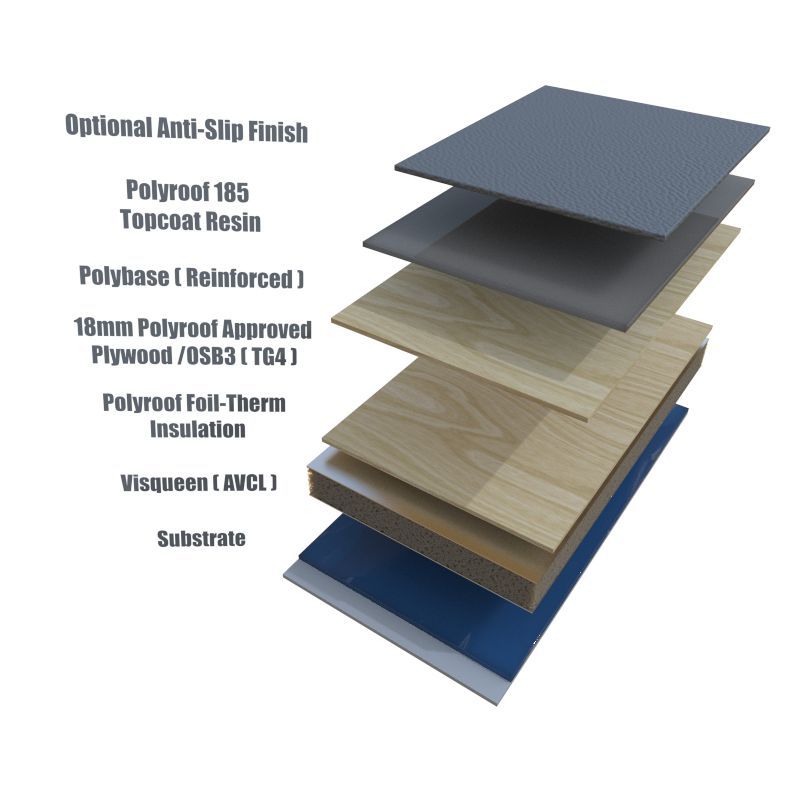 Optional Anti-Slip Finish
Polyroof 185
Topcoat Resin
Polybase ( Reinforced )
18mm Polyroof Approved
Plywood /OSB3 ( TG4 )
Polyroof Foil-Therm
Insulation
Visqueen ( AVCL )
Substrate